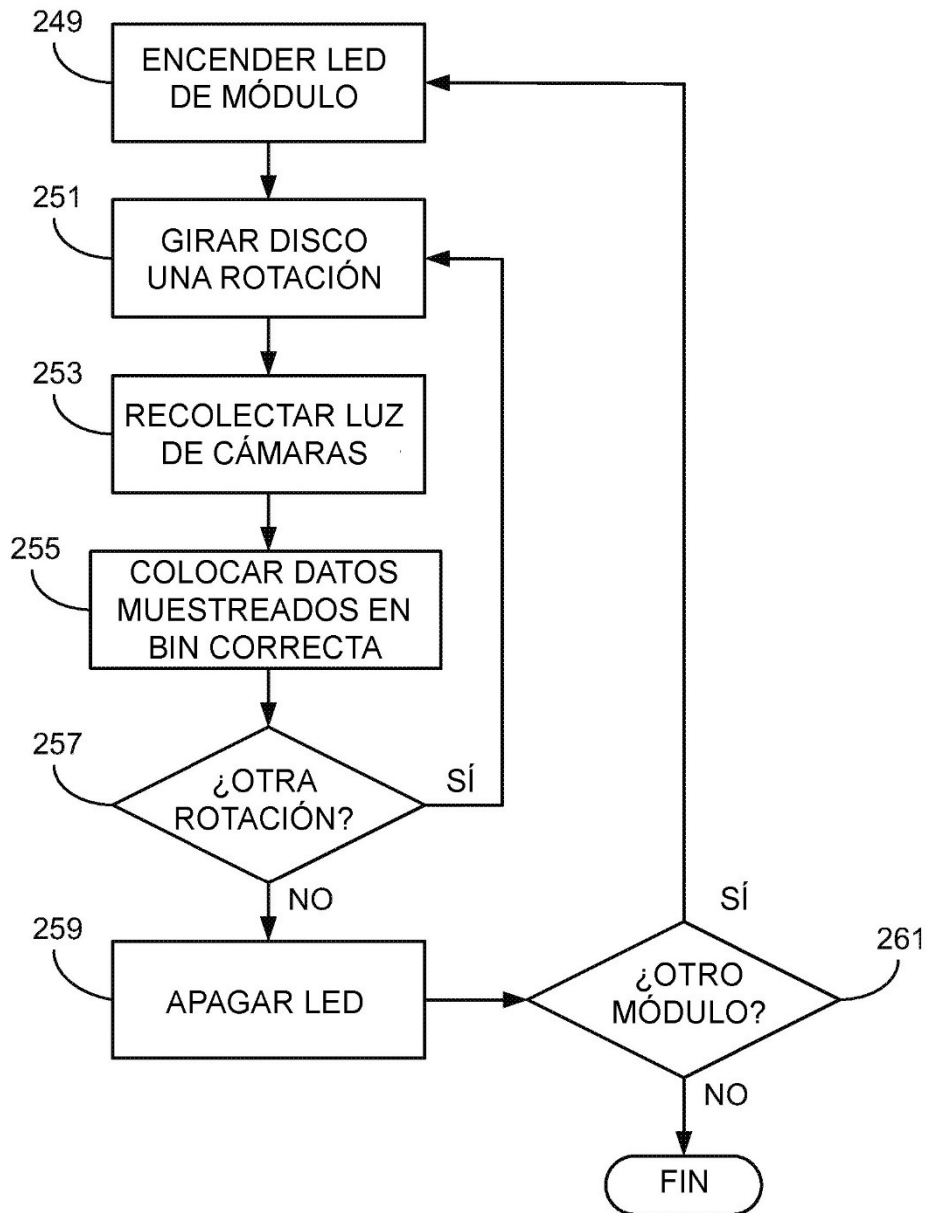 249
ENCENDER LED
DE MÓDULO
251
GIRAR DISCO
UNA ROTACIÓN
253
RECOLECTAR LUZ
DE CÁMARAS
255
COLOCAR DATOS
MUESTREADOS EN
BIN CORRECTA
257
¿OTRA
ROTACIÓN?
SÍ
NO
259
APAGAR LED
SÍ
261
¿OTRO
MÓDULO?
NO
FIN